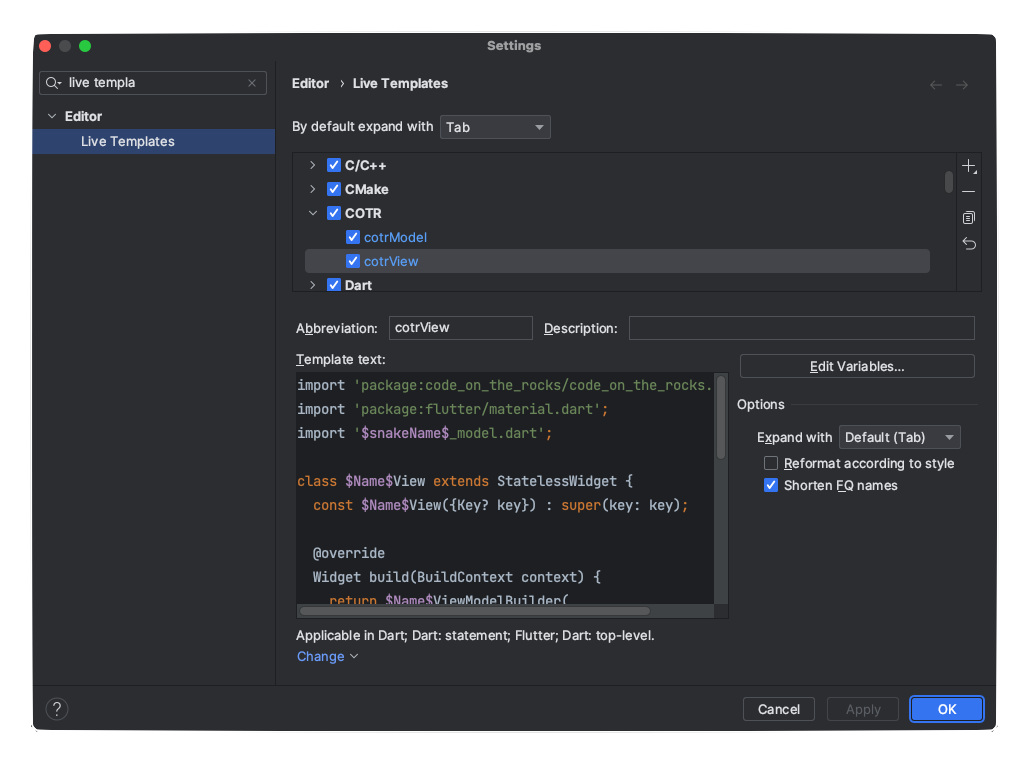 Settings
live templa
Editor
Live Templates
Editor › Live Templates
By default expand with Tab
C/C++
CMake
COTR
cotrModel
cotrView
Dart
Abbreviation: cotrView Description:
Template text:
Edit Variables...
import 'package:code_on_the_rocks/code_on_the_rocks.
import 'package:flutter/material.dart';
import '$snakeName$_model.dart';
class $Name$View extends StatelessWidget {
const $Name$View({Key? key}) : super(key: key);
@override
Widget build(BuildContext context) {
return $Name$ViewModelBuilder(
Options
Expand with Default (Tab)
Reformat according to style
Shorten FQ names
Applicable in Dart; Dart: statement; Flutter; Dart: top-level.
Change
? Cancel Apply OK